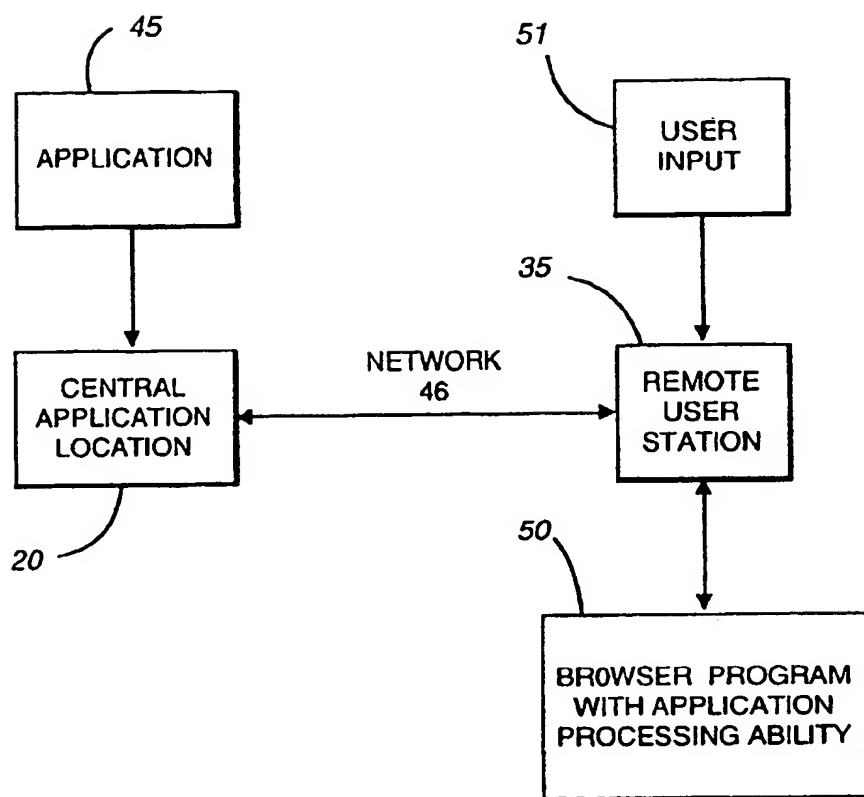 45
APPLICATION
51
USER
INPUT
35
CENTRAL
APPLICATION
LOCATION
NETWORK
46
REMOTE
USER
STATION
20
50
BR0WSER PROGRAM
WITH APPLICATION
PROCESSING ABILITY